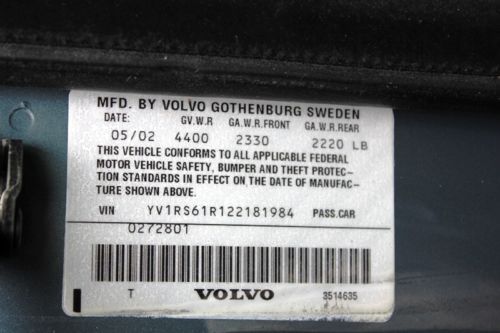 MFD. BY VOLVO GOTHENBURG SWEDEN
DATE: GV.W.R GA.W.R.FRONT GA.W.R.REAR
05/02 4400 2330 2220 LB
THIS VEHICLE CONFORMS TO ALL APPLICABLE FEDERAL
MOTOR VEHICLE SAFETY, BUMPER AND THEFT PROTEC-
TION STANDARDS IN EFFECT ON THE DATE OF MANUFAC-
TURE SHOWN ABOVE.
VIN YV1RS61R122181984 PASS.CAR
0272801
T VOLVO 3514635